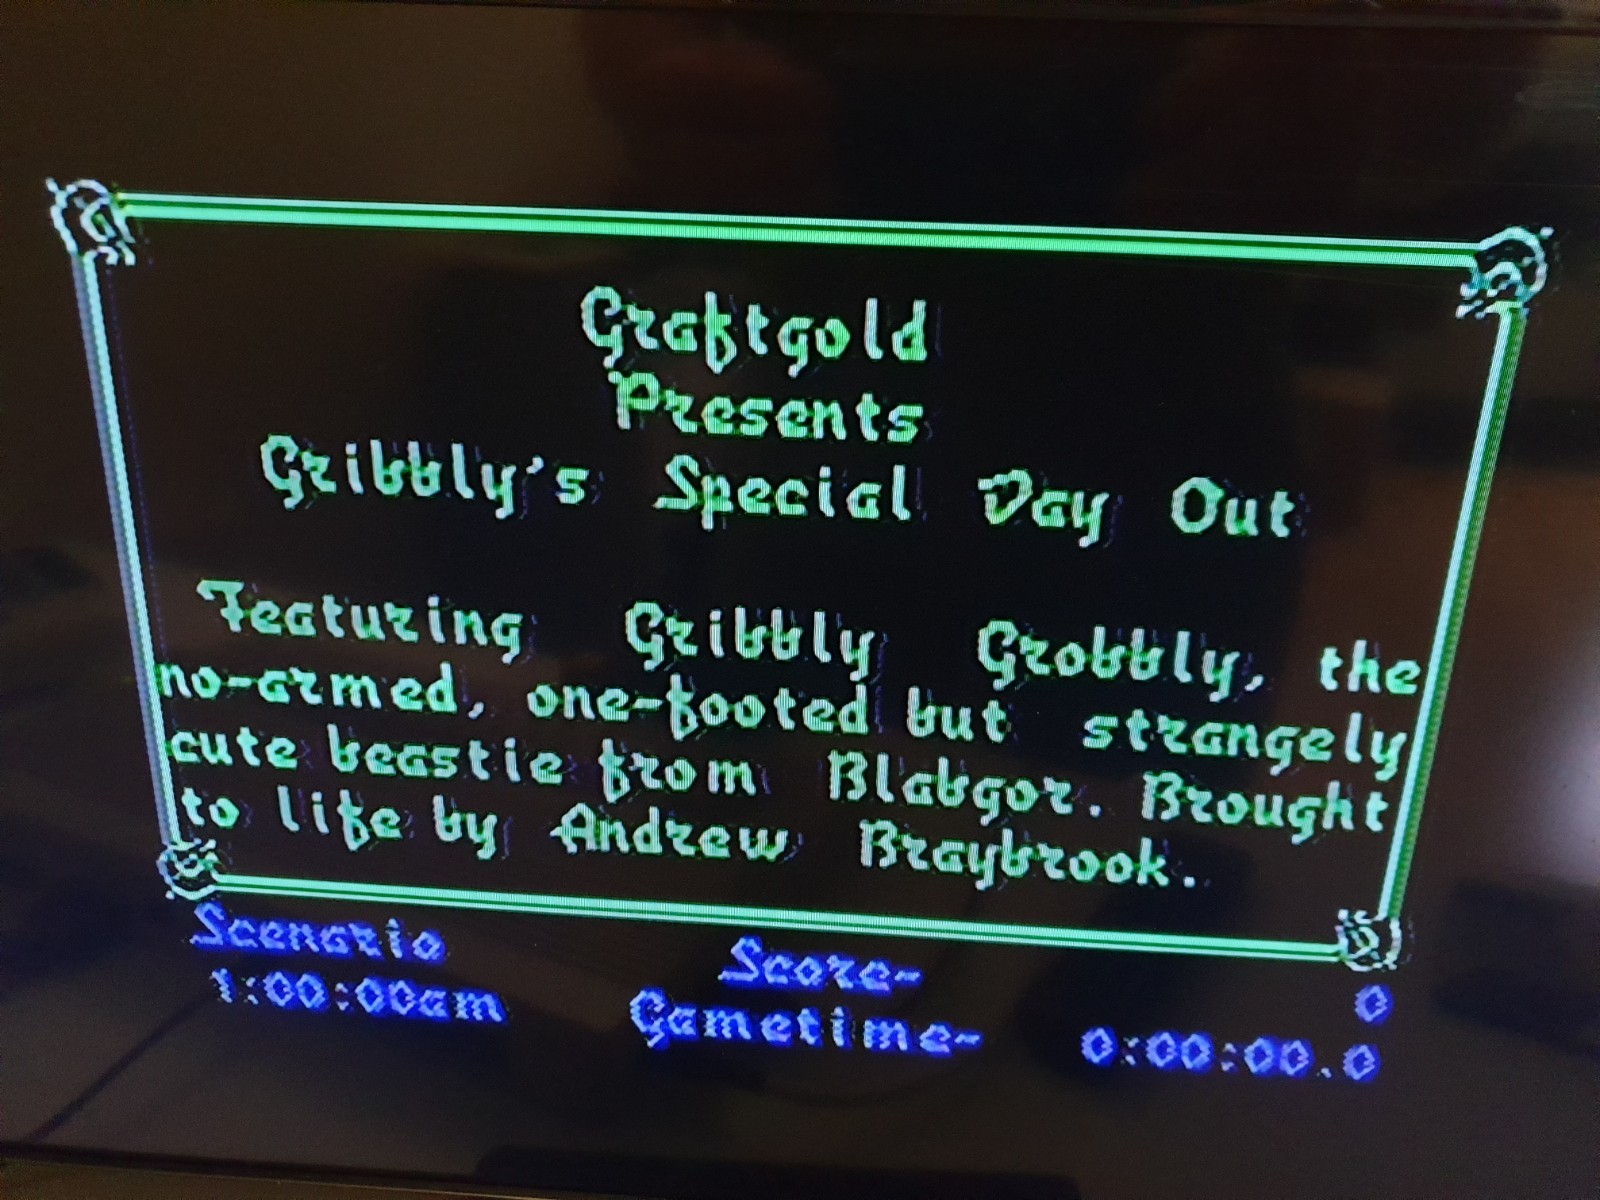 Graftgold
Presents
Gribbly's Special Day Out
Featuring Gribbly Grobbly, the
no-armed, one-footed but strangely
cute beastie from Blabgor. Brought
to life by Andrew Braybrook.
Scenario Score- 0
1:00:00am Gametime- 0:00:00.0